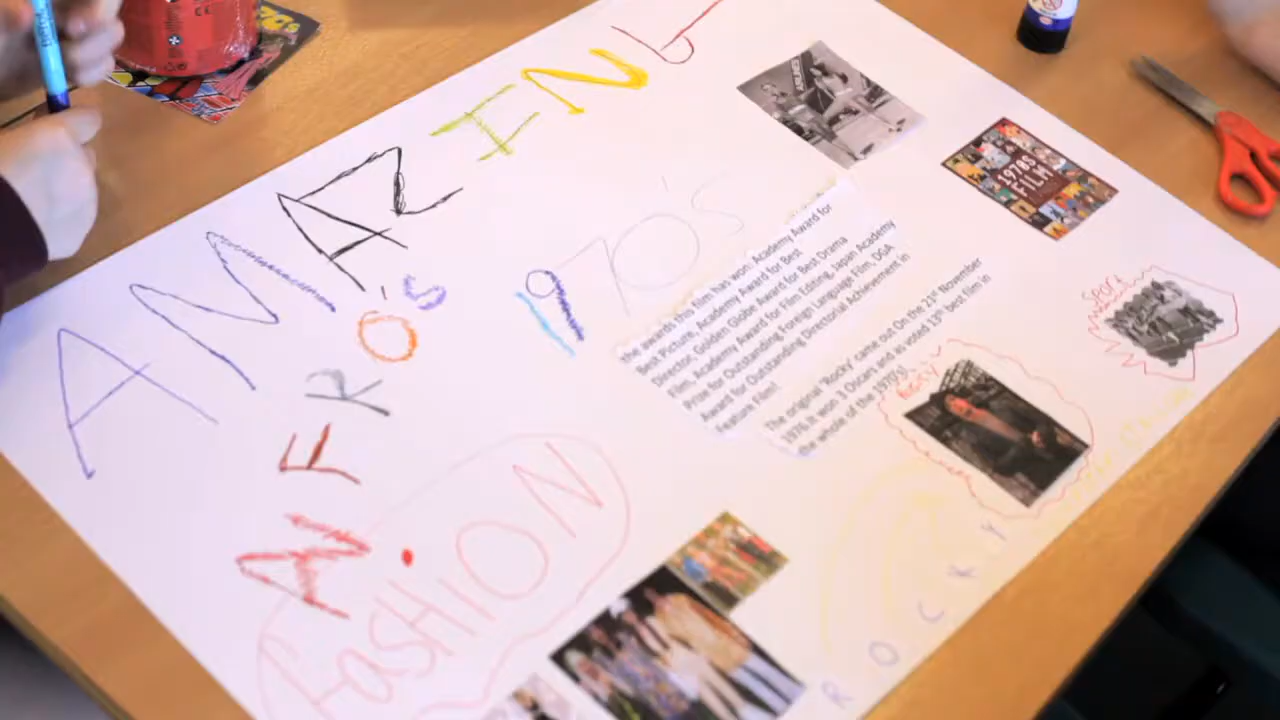 AMAZING
AFRO'S
970'S
the awards this film has won: Academy Award for
Best Picture, Academy Award for Best
Director, Golden Globe Award for Best Drama
Film, Academy Award for Film Editing, Japan Academy
Prize for Outstanding Foreign Language Film, DGA
Award for Outstanding Directorial Achievement in
Feature Film!
The original 'Rocky' came out On the 21st November
1976.It won 3 Oscars and as voted 13th best film in
the whole of the 1970's!
1970S
FILM
SPORT
ROCKY
FaSHION
ROCKY